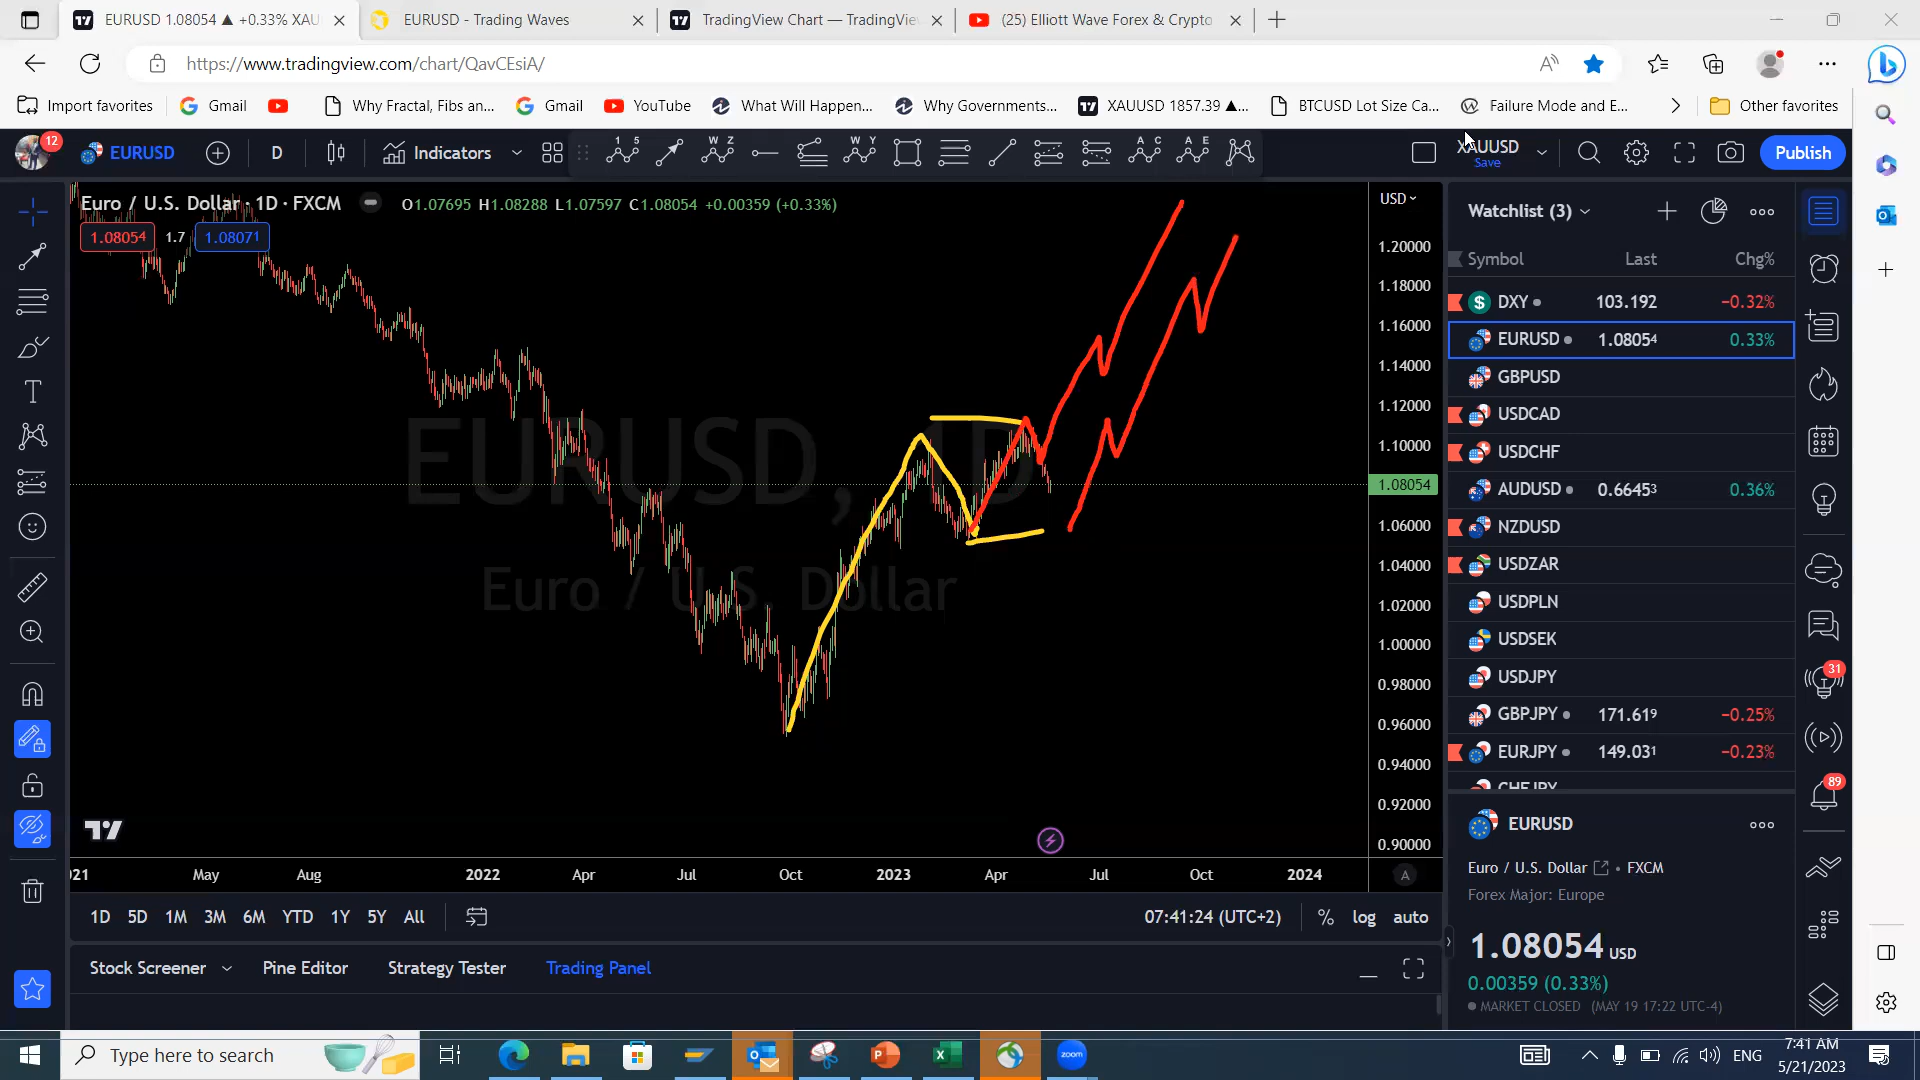 EURUSD 1.08054 ▲ +0.33% XAU
EURUSD - Trading Waves
TradingView Chart — TradingVie
(25) Elliott Wave Forex & Crypto
https://www.tradingview.com/chart/QavCEsiA/
Import favorites
Gmail
Why Fractal, Fibs an...
Gmail
YouTube
What Will Happen...
Why Governments...
XAUUSD 1857.39 ▲...
BTCUSD Lot Size Ca...
Failure Mode and E...
Other favorites
12
EURUSD
D
Indicators
XAUUSD
Save
Publish
Euro / U.S. Dollar · 1D · FXCM
O1.07695 H1.08288 L1.07597 C1.08054 +0.00359 (+0.33%)
1.08054
1.7
1.08071
USD
1.20000
1.18000
1.16000
1.14000
1.12000
1.10000
1.08054
1.06000
1.04000
1.02000
1.00000
0.98000
0.96000
0.94000
0.92000
0.90000
EURUSD, 1D
Euro / U.S. Dollar
21
May
Aug
2022
Apr
Jul
Oct
2023
Apr
Jul
Oct
2024
A
1D 5D 1M 3M 6M YTD 1Y 5Y All
07:41:24 (UTC+2)
% log auto
Stock Screener
Pine Editor
Strategy Tester
Trading Panel
Watchlist (3)
Symbol Last Chg%
DXY 103.192 −0.32%
EURUSD 1.08054 0.33%
GBPUSD
USDCAD
USDCHF
AUDUSD 0.66453 0.36%
NZDUSD
USDZAR
USDPLN
USDSEK
USDJPY
GBPJPY 171.619 −0.25%
EURJPY 149.031 −0.23%
CHFJPY
31
89
EURUSD
Euro / U.S. Dollar • FXCM
Forex Major: Europe
1.08054 USD
0.00359 (0.33%)
MARKET CLOSED (MAY 19 17:22 UTC-4)
Type here to search
zoom
ENG
7:41 AM
5/21/2023